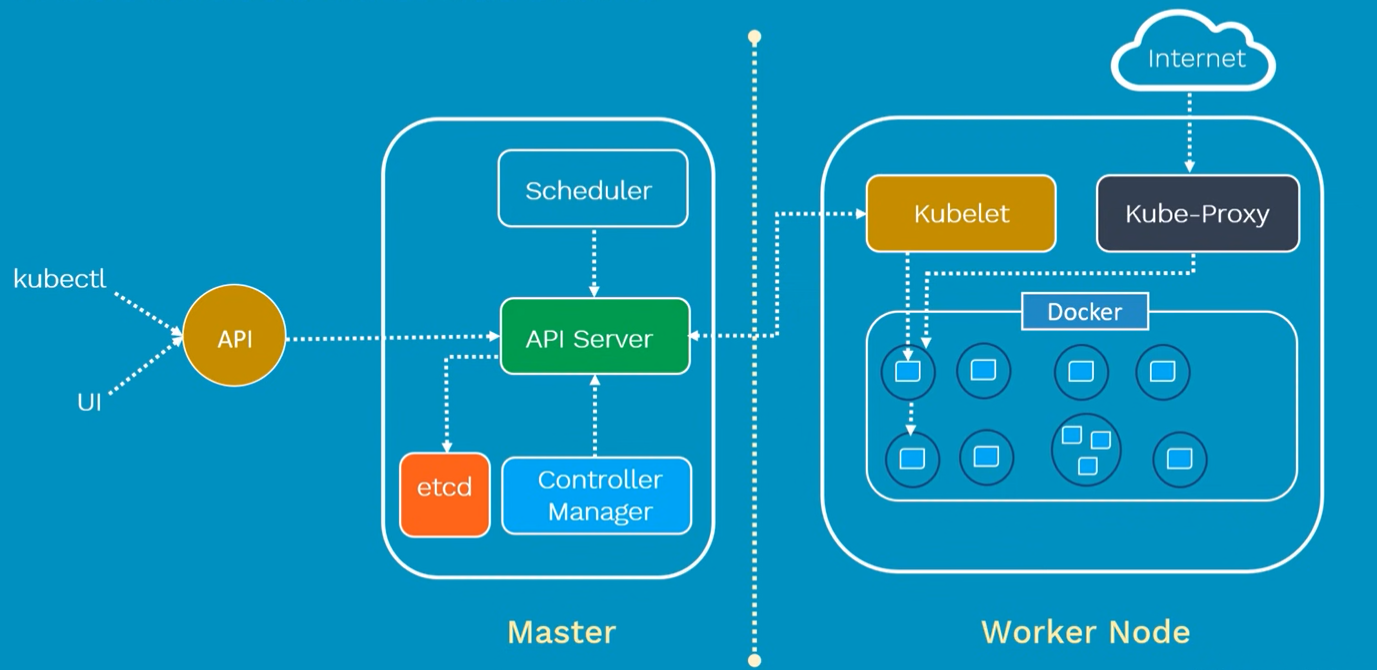 Internet
Scheduler
Kubelet
Kube-Proxy
kubectl
API
API Server
Docker
UI
etcd
Controller
Manager
Master
Worker Node